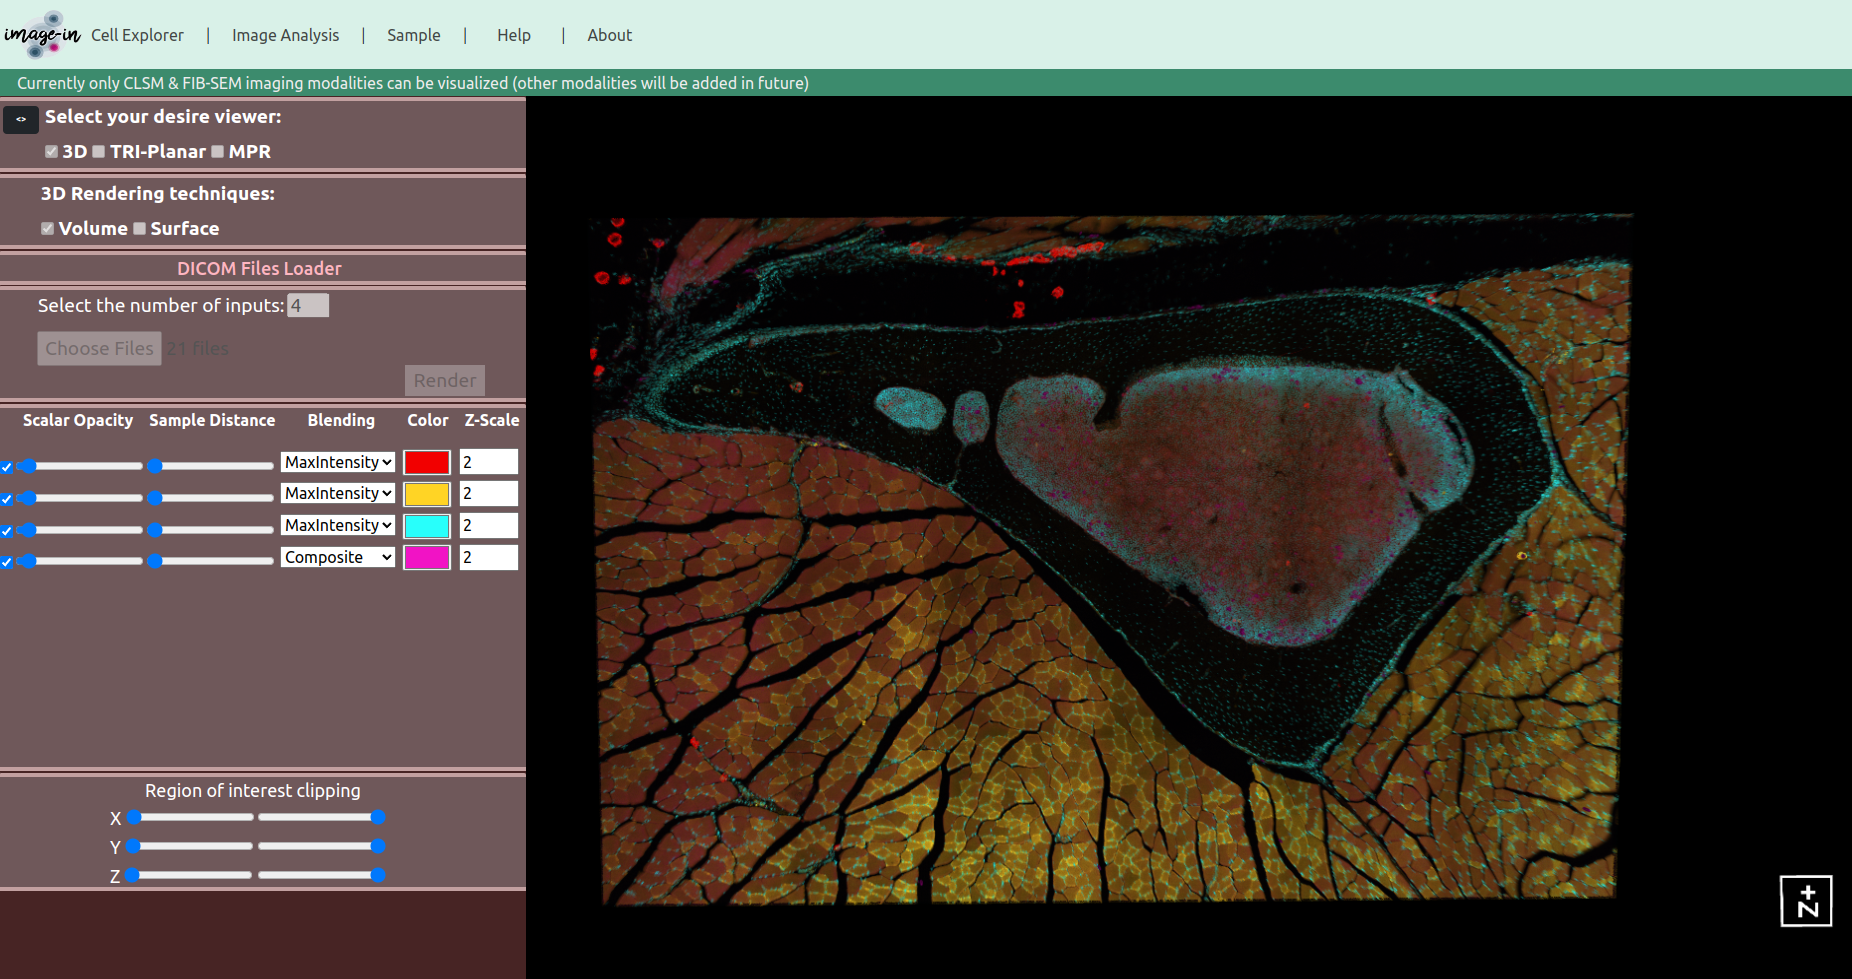 image-in Cell Explorer | Image Analysis | Sample | Help | About
Currently only CLSM & FIB-SEM imaging modalities can be visualized (other modalities will be added in future)
<> Select your desire viewer:
3D TRI-Planar MPR
3D Rendering techniques:
Volume Surface
DICOM Files Loader
Select the number of inputs: 4
Choose Files 21 files
Render
Scalar Opacity Sample Distance Blending Color Z-Scale
MaxIntensity 2
MaxIntensity 2
MaxIntensity 2
Composite 2
Region of interest clipping
X
Y
Z
+Z